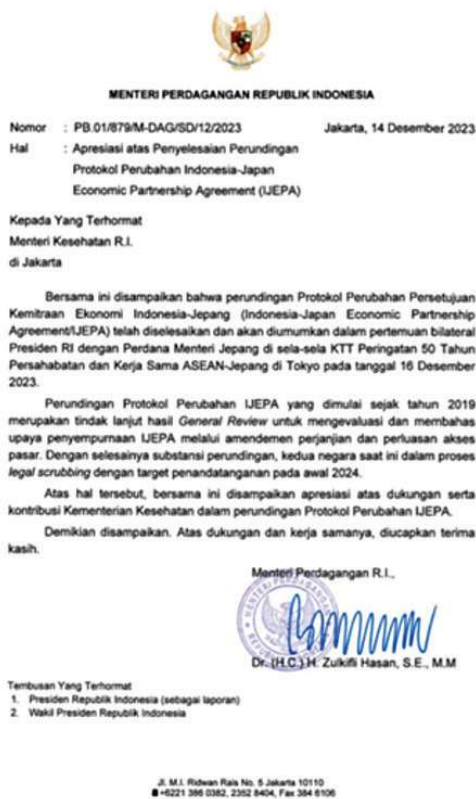 MENTERI PERDAGANGAN REPUBLIK INDONESIA
Nomor : PB.01/879/M-DAG/SD/12/2023 Jakarta, 14 Desember 2023
Hal : Apresiasi atas Penyelesaian Perundingan
Protokol Perubahan Indonesia-Japan
Economic Partnership Agreement (IJEPA)
Kepada Yang Terhormat
Menteri Kesehatan R.I.
di Jakarta
Bersama ini disampaikan bahwa perundingan Protokol Perubahan Persetujuan
Kemitraan Ekonomi Indonesia-Jepang (Indonesia-Japan Economic Partnership
Agreement/IJEPA) telah diselesaikan dan akan diumumkan dalam pertemuan bilateral
Presiden RI dengan Perdana Menteri Jepang di sela-sela KTT Peringatan 50 Tahun
Persahabatan dan Kerja Sama ASEAN-Jepang di Tokyo pada tanggal 16 Desember
2023.
Perundingan Protokol Perubahan IJEPA yang dimulai sejak tahun 2019
merupakan tindak lanjut hasil General Review untuk mengevaluasi dan membahas
upaya penyempurnaan IJEPA melalui amendemen perjanjian dan perluasan akses
pasar. Dengan selesainya substansi perundingan, kedua negara saat ini dalam proses
legal scrubbing dengan target penandatanganan pada awal 2024.
Atas hal tersebut, bersama ini disampaikan apresiasi atas dukungan serta
kontribusi Kementerian Kesehatan dalam perundingan Protokol Perubahan IJEPA.
Demikian disampaikan. Atas dukungan dan kerja samanya, diucapkan terima
kasih.
Menteri Perdagangan R.I.,
Dr. (H.C.) H. Zulkifli Hasan, S.E., M.M
Tembusan Yang Terhormat
1. Presiden Republik Indonesia (sebagai laporan)
2. Wakil Presiden Republik Indonesia
Jl. M.I. Ridwan Rais No. 5 Jakarta 10110
+6221 386 0382, 2352 8404, Fax 384 6106